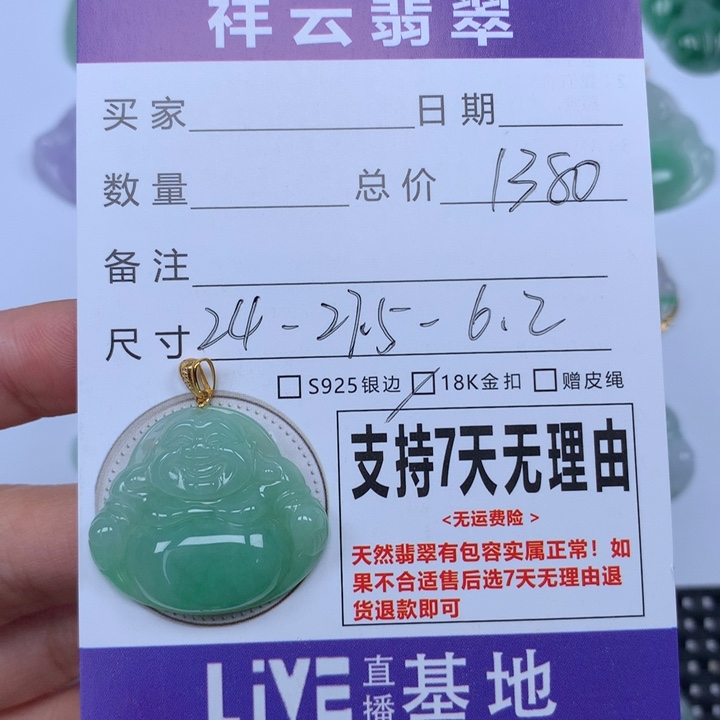 祥云翡翠
买家 日期
数量 总价 1380
备注
尺寸 24-27.5-6.2
S925银边 18K金扣 赠皮绳
支持7天无理由
<无运费险>
天然翡翠有包容实属正常！如
果不合适售后选7天无理由退
货退款即可
LiVE直播基地